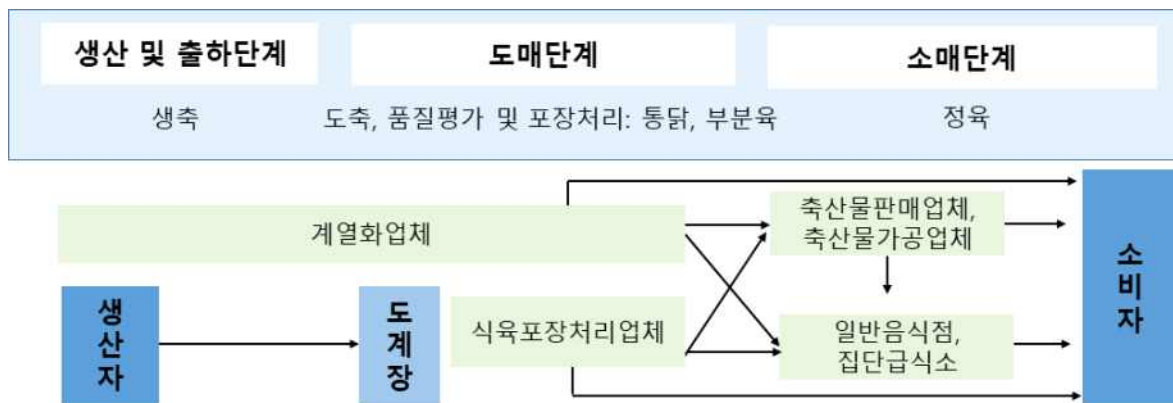 생산 및 출하단계
도매단계
소매단계
생축
도축, 품질평가 및 포장처리: 통닭, 부분육
정육
계열화업체
축산물판매업체,
축산물가공업체
생산자
도계장
식육포장처리업체
일반음식점,
집단급식소
소비자